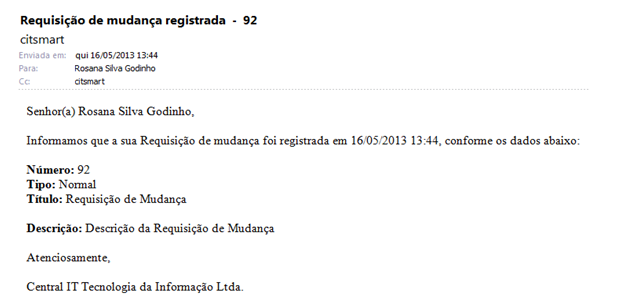 Requisição de mudança registrada - 92
citsmart
Enviada em: qui 16/05/2013 13:44
Para: Rosana Silva Godinho
Cc: citsmart
Senhor(a) Rosana Silva Godinho,
Informamos que a sua Requisição de mudança foi registrada em 16/05/2013 13:44, conforme os dados abaixo:
Número: 92
Tipo: Normal
Título: Requisição de Mudança
Descrição: Descrição da Requisição de Mudança
Atenciosamente,
Central IT Tecnologia da Informação Ltda.